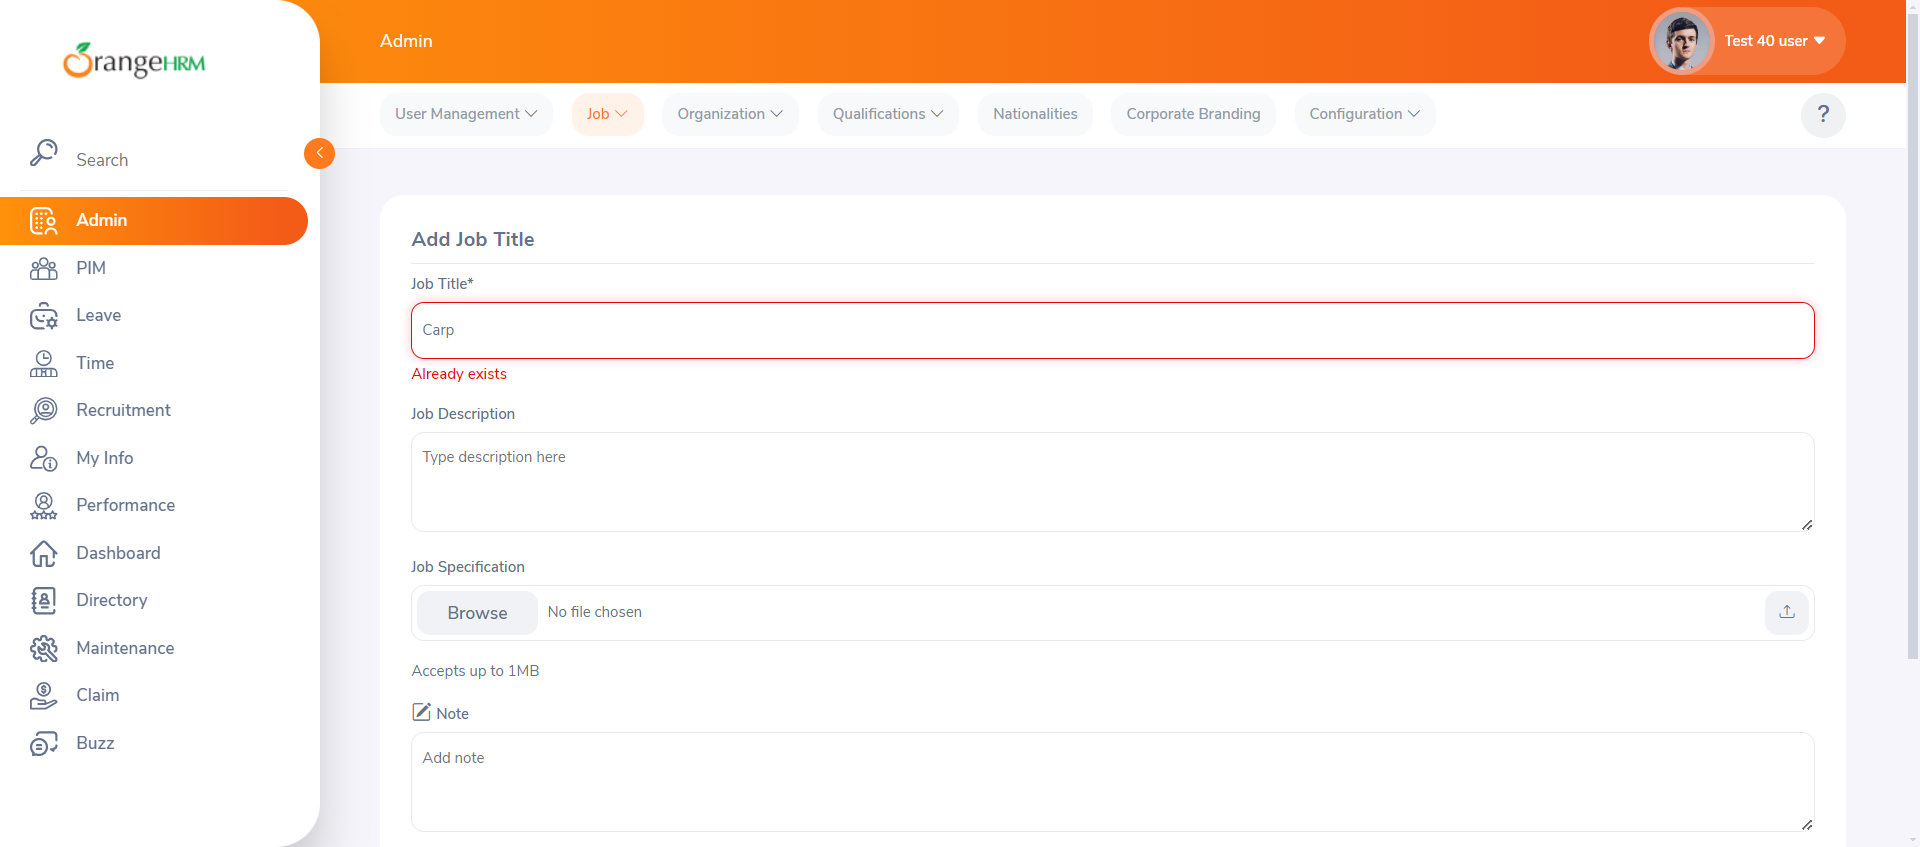 OrangeHRM
Search
Admin
PIM
Leave
Time
Recruitment
My Info
Performance
Dashboard
Directory
Maintenance
Claim
Buzz
Admin
Test 40 user
User Management
Job
Organization
Qualifications
Nationalities
Corporate Branding
Configuration
?
Add Job Title
Job Title*
Carp
Already exists
Job Description
Type description here
Job Specification
Browse No file chosen
Accepts up to 1MB
Note
Add note